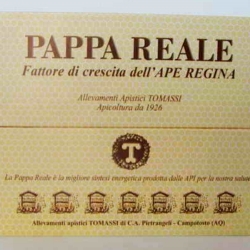 PAPPA REALE
Fattore di crescita dell'APE REGINA
Allevamenti Apistici TOMASSI
Apicoltura da 1926
T
La Pappa Reale è la migliore sintesi energetica prodotta dalle API per la nostra salute
Allevamenti apistici TOMASSI di C.A. Pietrangeli - Campotosto (AQ)